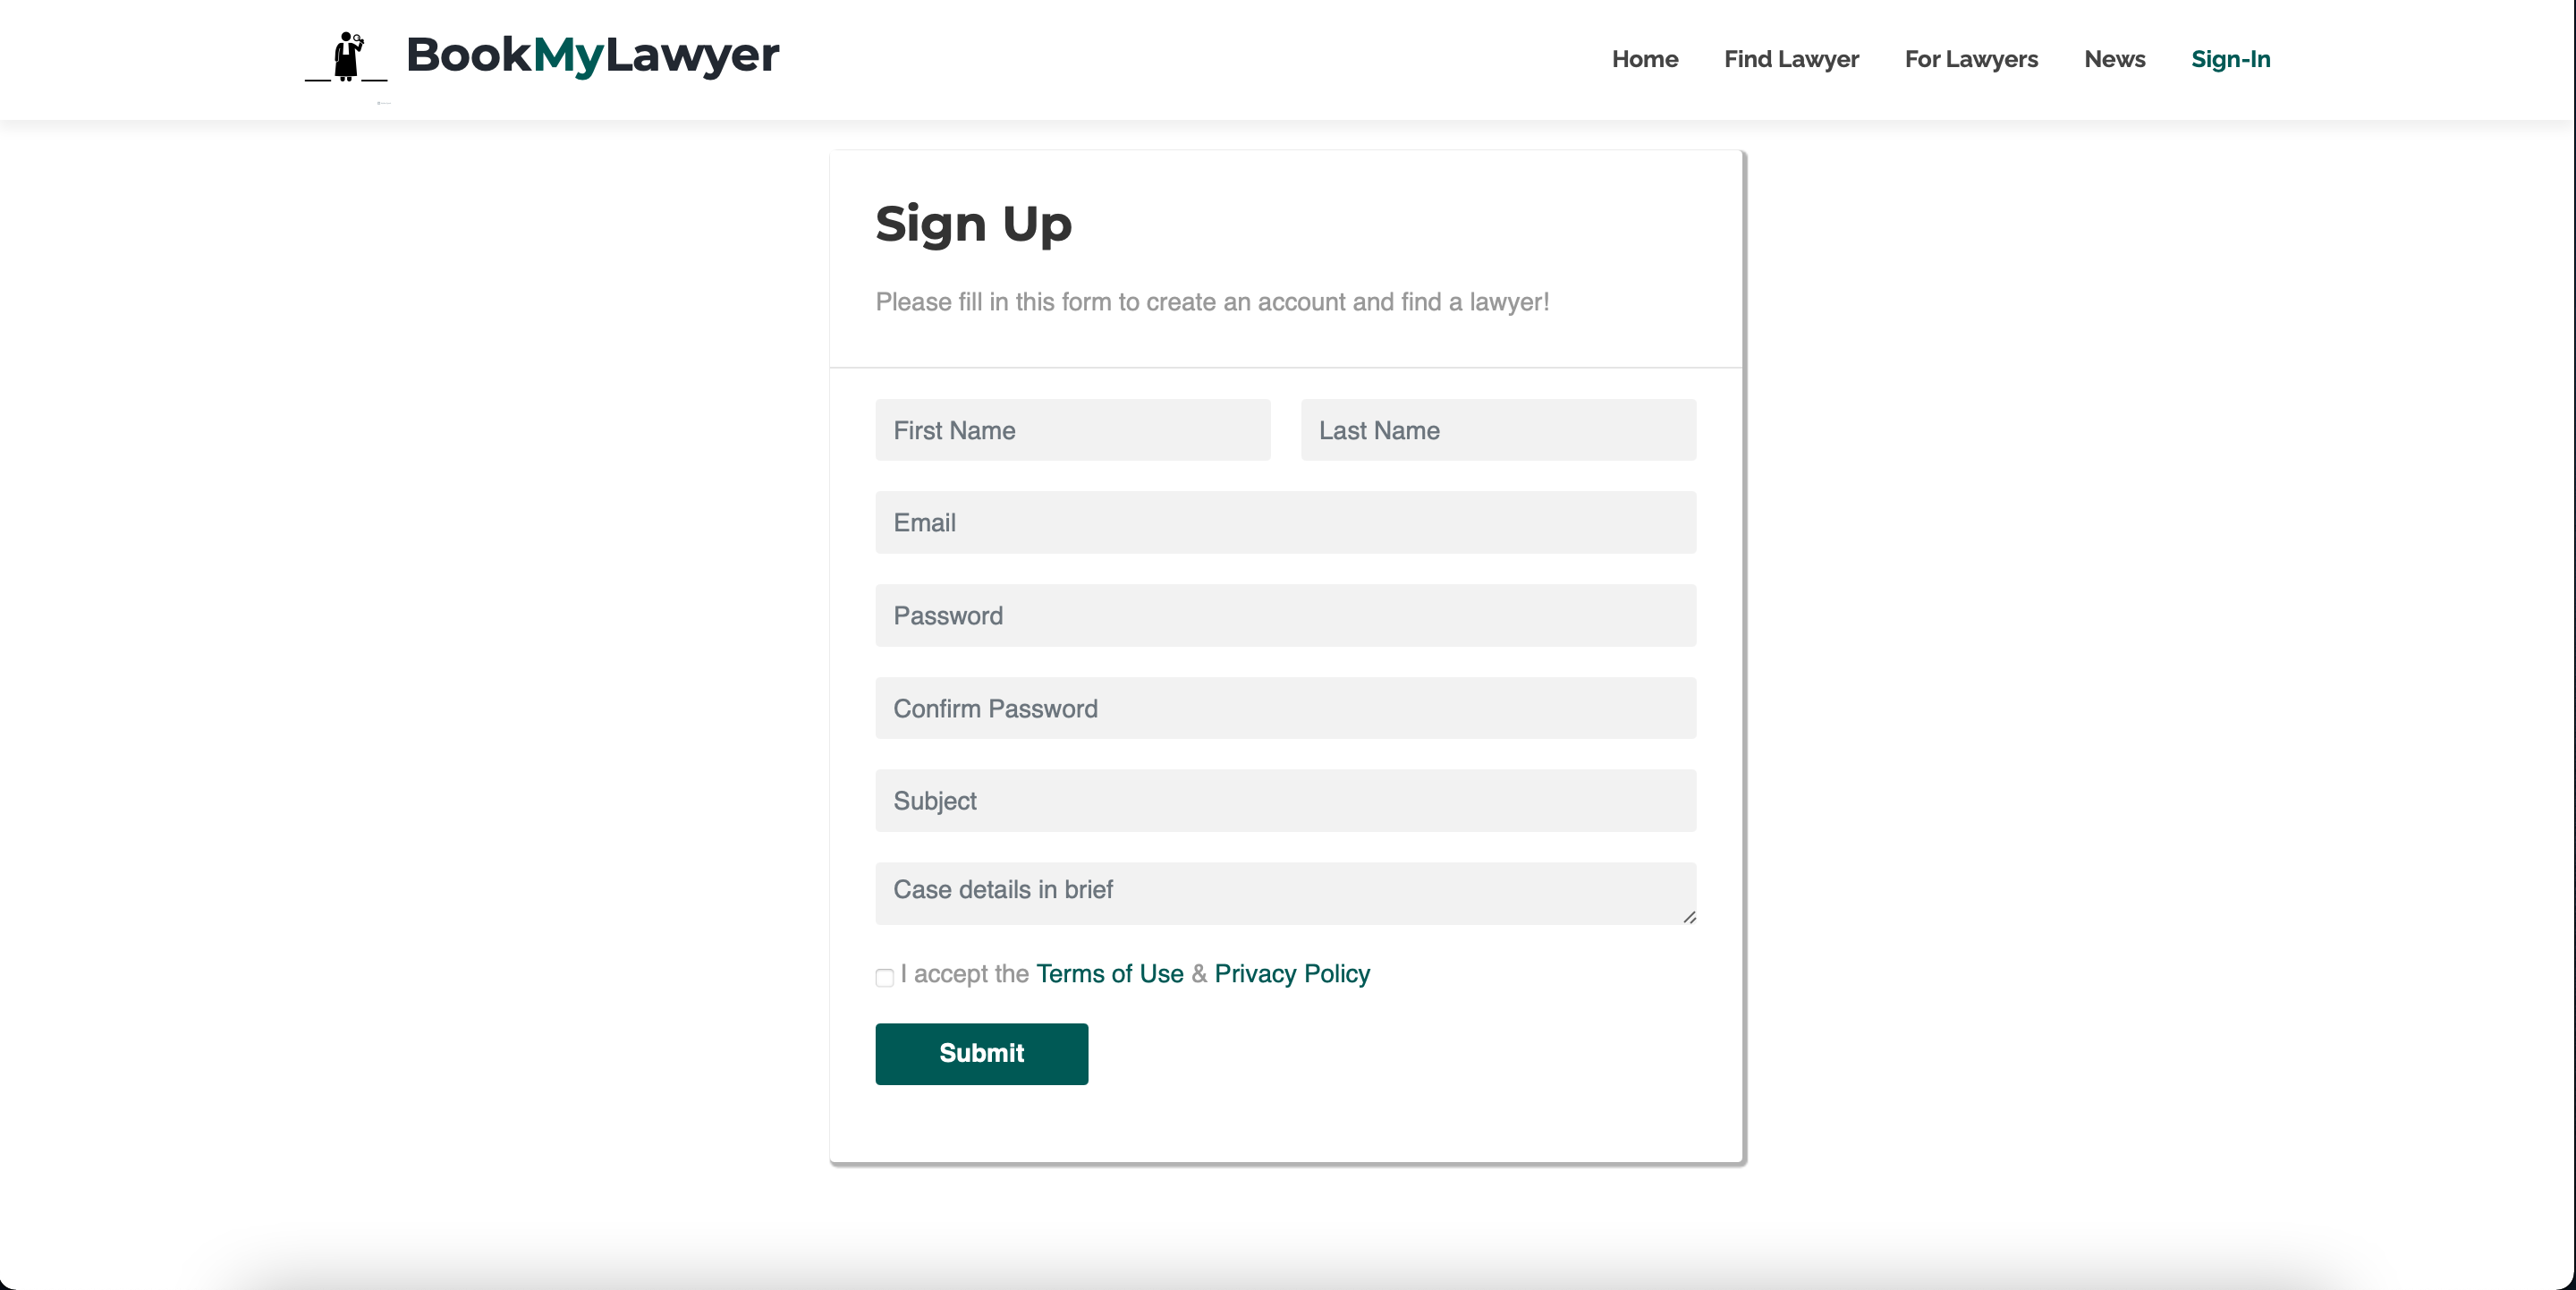 BookMyLawyer
Home Find Lawyer For Lawyers News Sign-In
Sign Up
Please fill in this form to create an account and find a lawyer!
First Name Last Name
Email
Password
Confirm Password
Subject
Case details in brief
I accept the Terms of Use & Privacy Policy
Submit